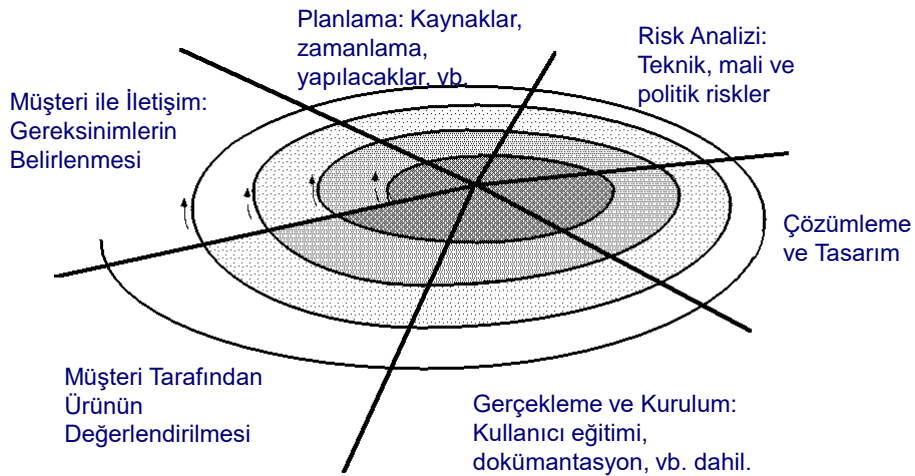 Planlama: Kaynaklar,
zamanlama,
yapılacaklar, vb.
Risk Analizi:
Teknik, mali ve
politik riskler
Müşteri ile İletişim:
Gereksinimlerin
Belirlenmesi
Çözümleme
ve Tasarım
Müşteri Tarafından
Ürünün
Değerlendirilmesi
Gerçekleme ve Kurulum:
Kullanıcı eğitimi,
dokümantasyon, vb. dahil.